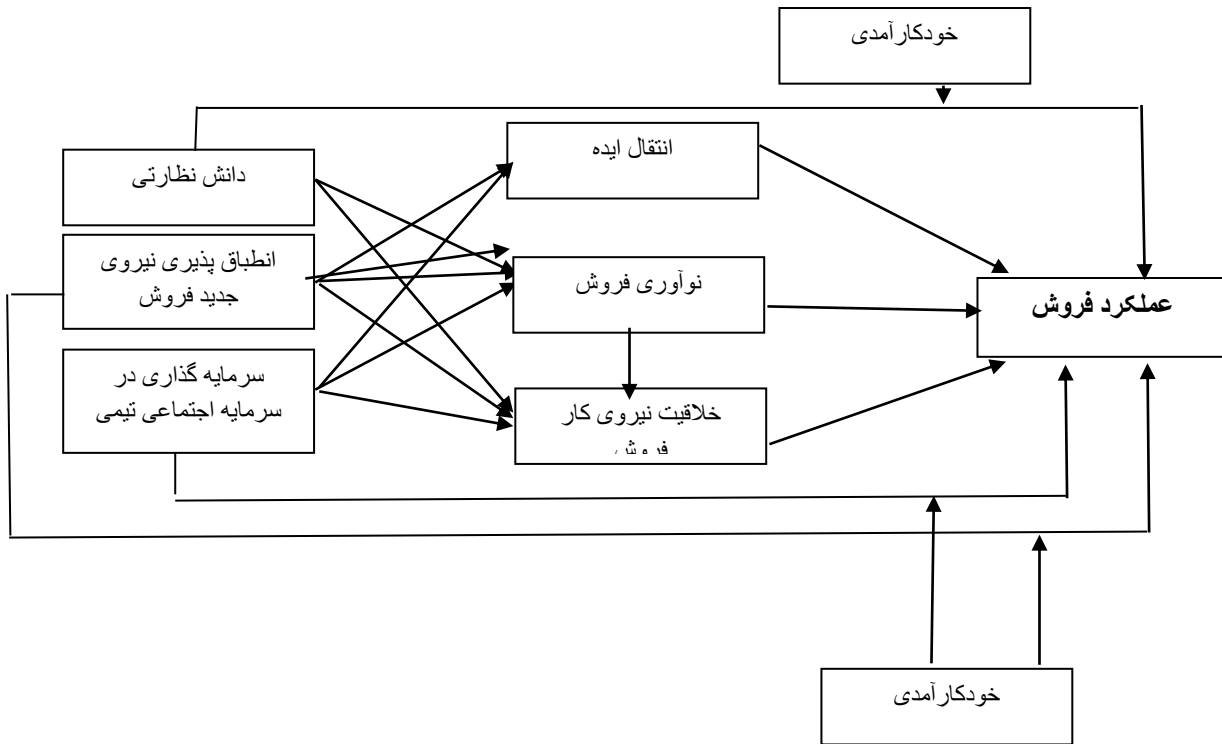 خودکارآمدی
انتقال ایده
دانش نظارتی
انطباق پذیری نیروی
جدید فروش
نوآوری فروش
عملکرد فروش
سرمایه گذاری در
سرمایه اجتماعی تیمی
خلاقیت نیروی کار
فروش
خودکارآمدی